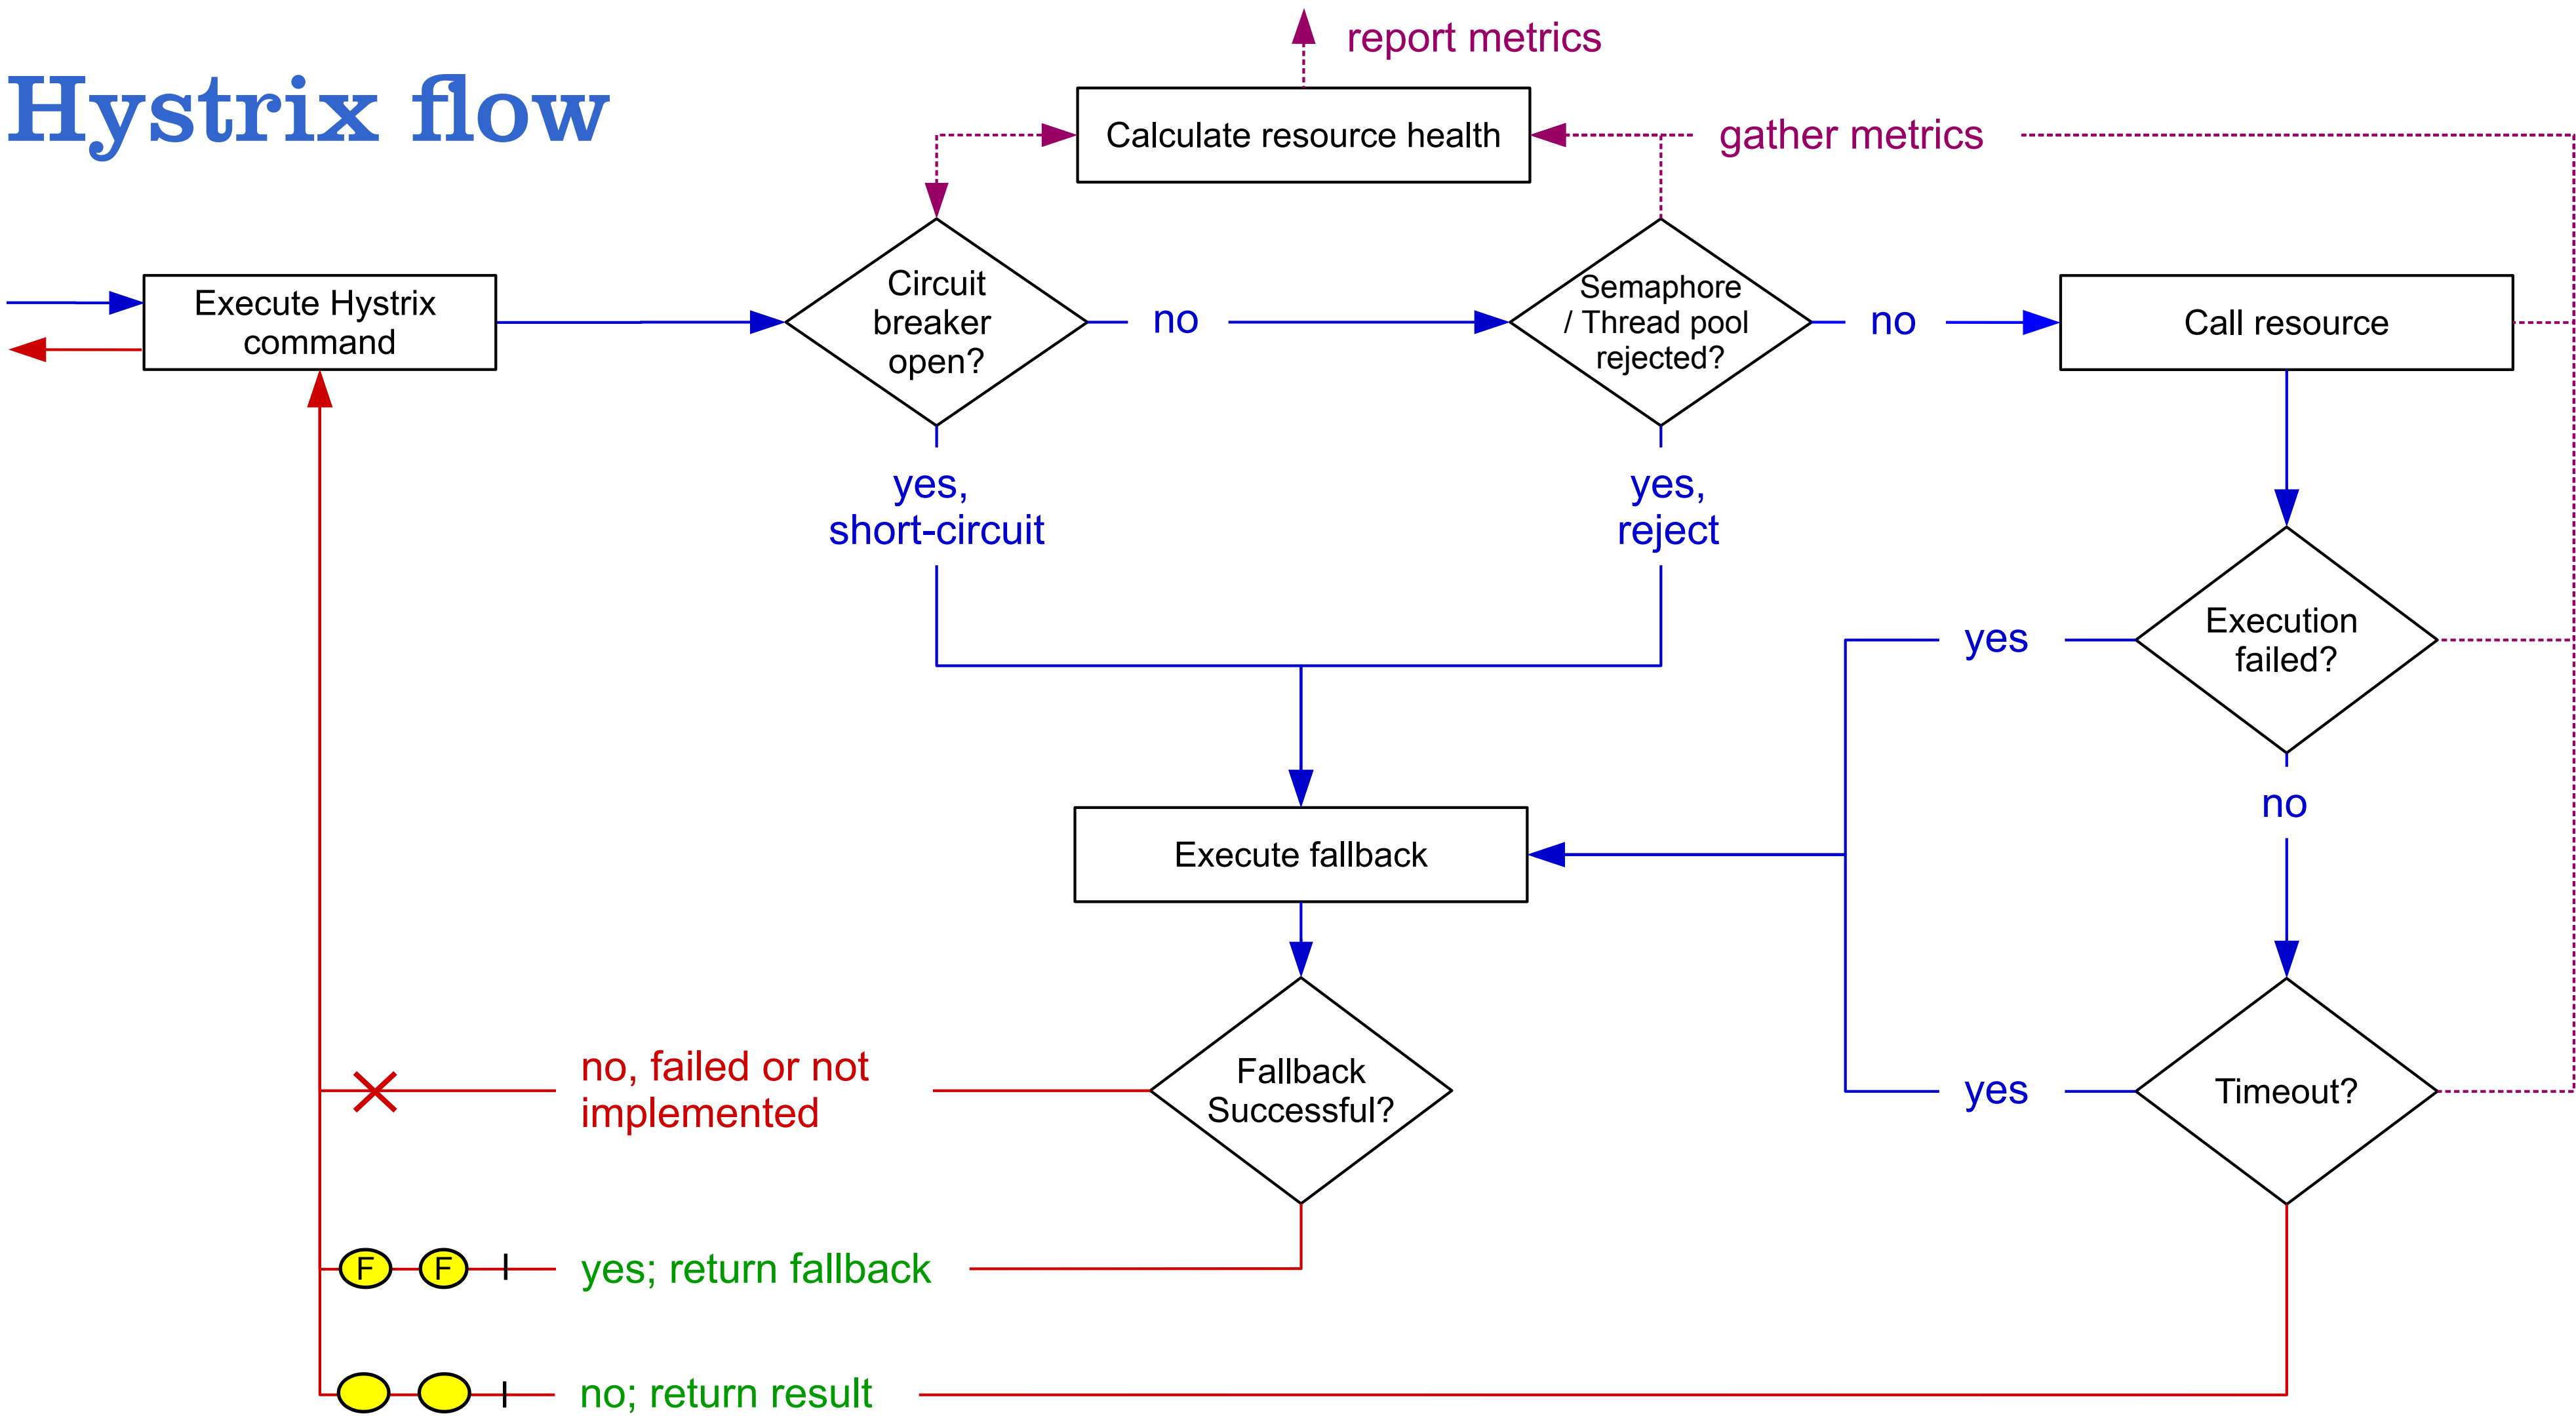 report metrics
Hystrix flow
Calculate resource health
gather metrics
Execute Hystrix
command
Circuit
breaker
open?
no
Semaphore
/ Thread pool
rejected?
no
Call resource
yes,
short-circuit
yes,
reject
yes
Execution
failed?
no
Execute fallback
Fallback
Successful?
no, failed or not
implemented
yes
Timeout?
F
F
yes; return fallback
no; return result